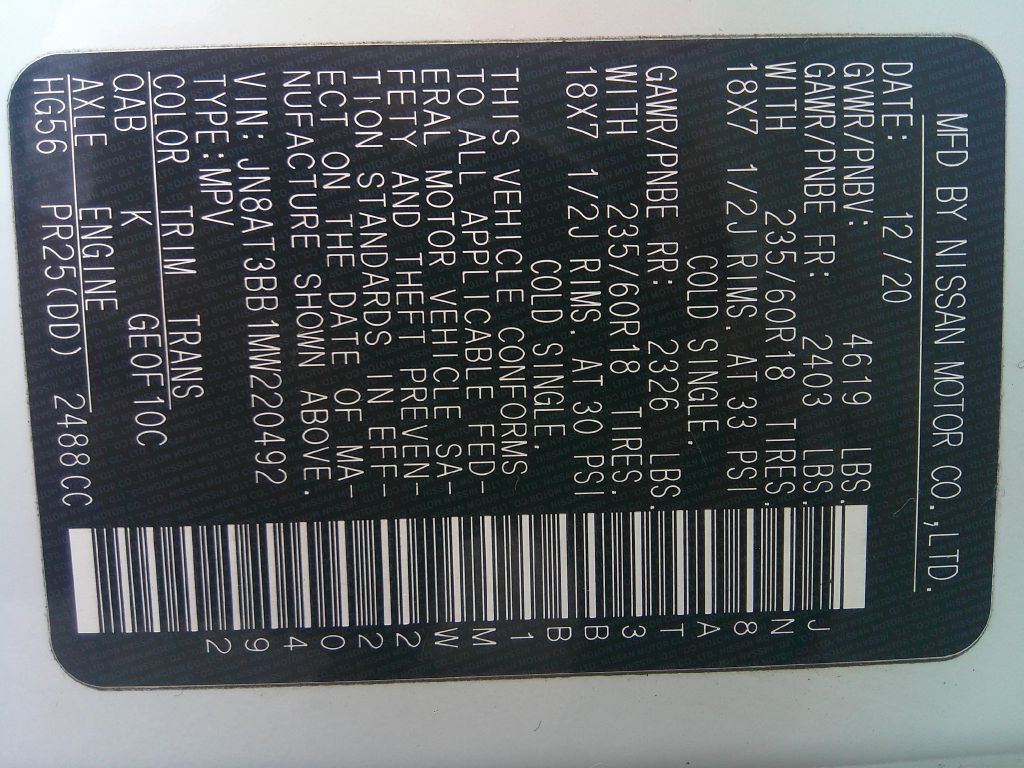 MFD BY NISSAN MOTOR CO.,LTD.
DATE: 12/20
GVWR/PNBV: 4619 LBS.
GAWR/PNBE FR: 2403 LBS.
WITH 235/60R18 TIRES,
18X7 1/2J RIMS. AT 33 PSI
COLD SINGLE.
GAWR/PNBE RR: 2326 LBS.
WITH 235/60R18 TIRES,
18X7 1/2J RIMS. AT 30 PSI
COLD SINGLE.
THIS VEHICLE CONFORMS
TO ALL APPLICABLE FED-
ERAL MOTOR VEHICLE SA-
FETY AND THEFT PREVEN-
TION STANDARDS IN EFF-
ECT ON THE DATE OF MA-
NUFACTURE SHOWN ABOVE.
VIN: JN8AT3BB1MW220492
TYPE:MPV
COLOR TRIM TRANS
QAB K GEOF10C
AXLE ENGINE
HG56 PR25(DD) 2488CC
JN8AT3BB1MW220492